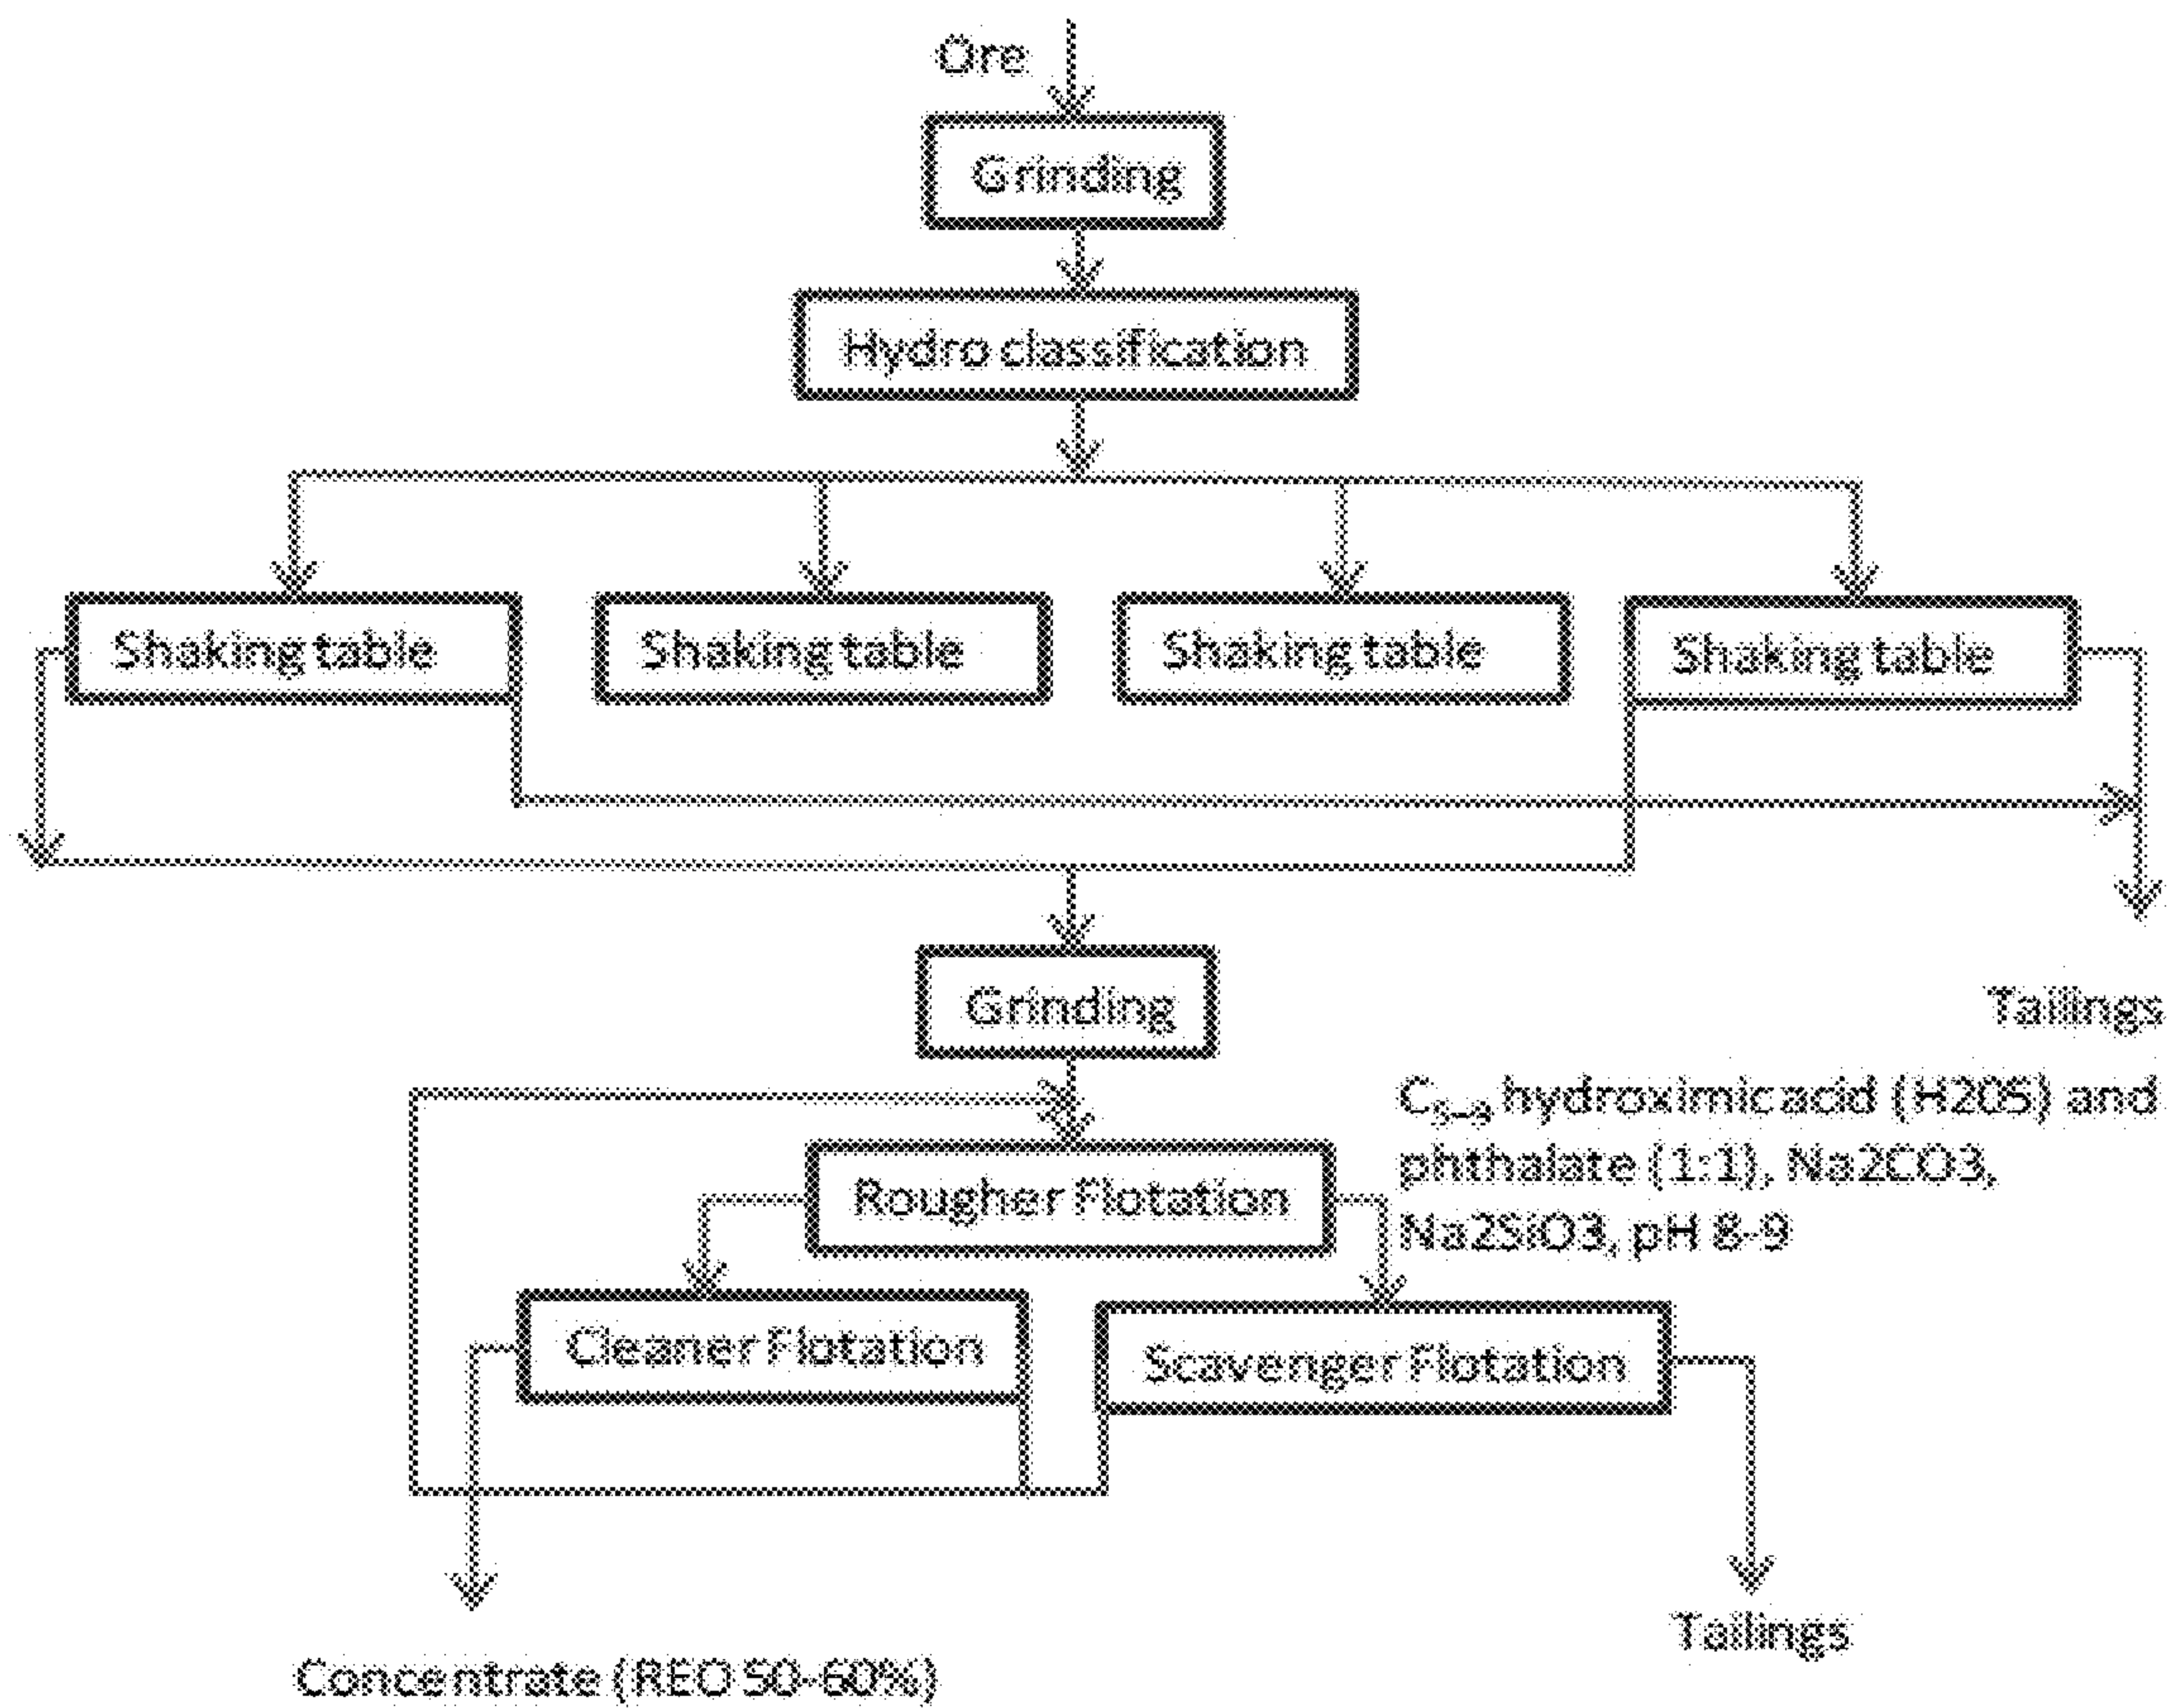 Ore
Grinding
Hydro classification
Shaking table
Shaking table
Shaking table
Shaking table
Grinding
Tailings
C5-9 hydroximic acid (H205) and
phthalate (1:1), Na2CO3,
Na2SiO3, pH 8-9
Rougher Flotation
Cleaner Flotation
Scavenger Flotation
Tailings
Concentrate (REO 50-60%)